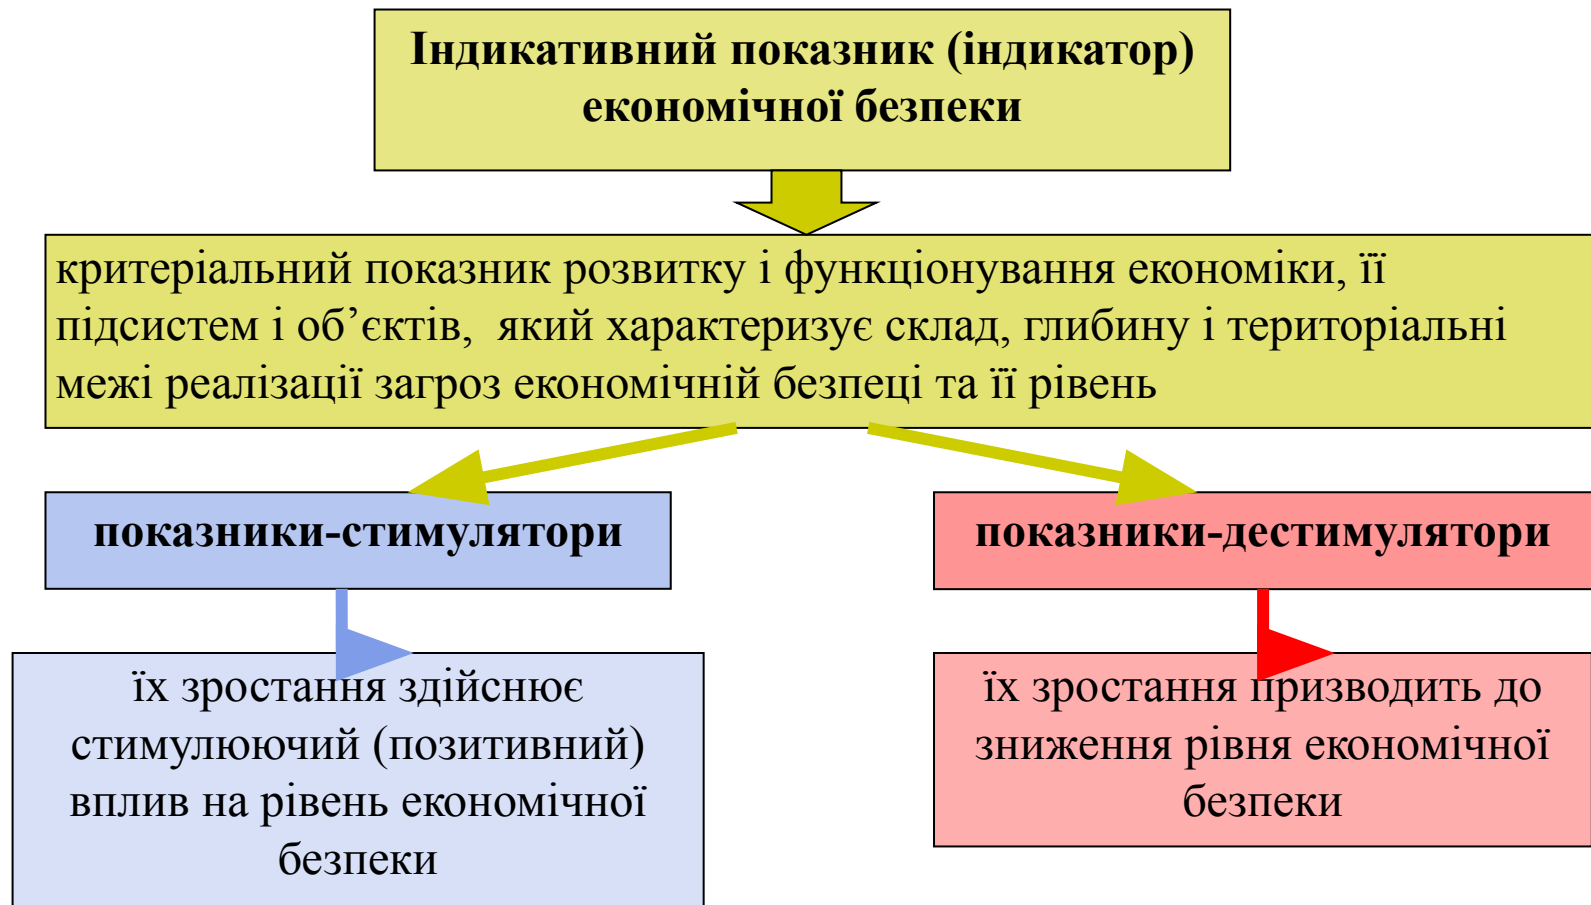 Індикативний показник (індикатор)
економічної безпеки
критеріальний показник розвитку і функціонування економіки, її
підсистем і об’єктів, який характеризує склад, глибину і територіальні
межі реалізації загроз економічній безпеці та її рівень
показники-стимулятори
показники-дестимулятори
їх зростання здійснює
стимулюючий (позитивний)
вплив на рівень економічної
безпеки
їх зростання призводить до
зниження рівня економічної
безпеки